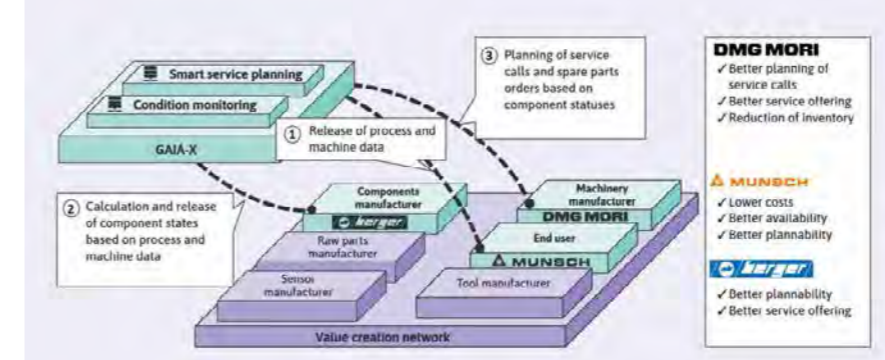 Smart service planning
Condition monitoring
GAIA-X
1 Release of process and
machine data
3 Planning of service
calls and spare parts
orders based on
component statuses
2 Calculation and release
of component states
based on process and
machine data
Components
manufacturer
berger
Raw parts
manufacturer
Sensor
manufacturer
Machinery
manufacturer
DMG MORI
End user
MUNSCH
Tool manufacturer
Value creation network
DMG MORI
✓ Better planning of
service calls
✓ Better service offering
✓ Reduction of inventory
MUNSCH
✓ Lower costs
✓ Better availability
✓ Better plannability
berger
✓ Better plannability
✓ Better service offering